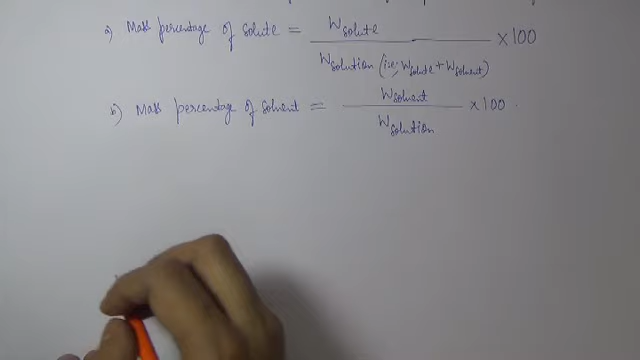 a) Mass percentage of solute = W solute / W solution (i.e; W solute + W solvent) × 100
b) Mass percentage of solvent = W solvent / W solution × 100